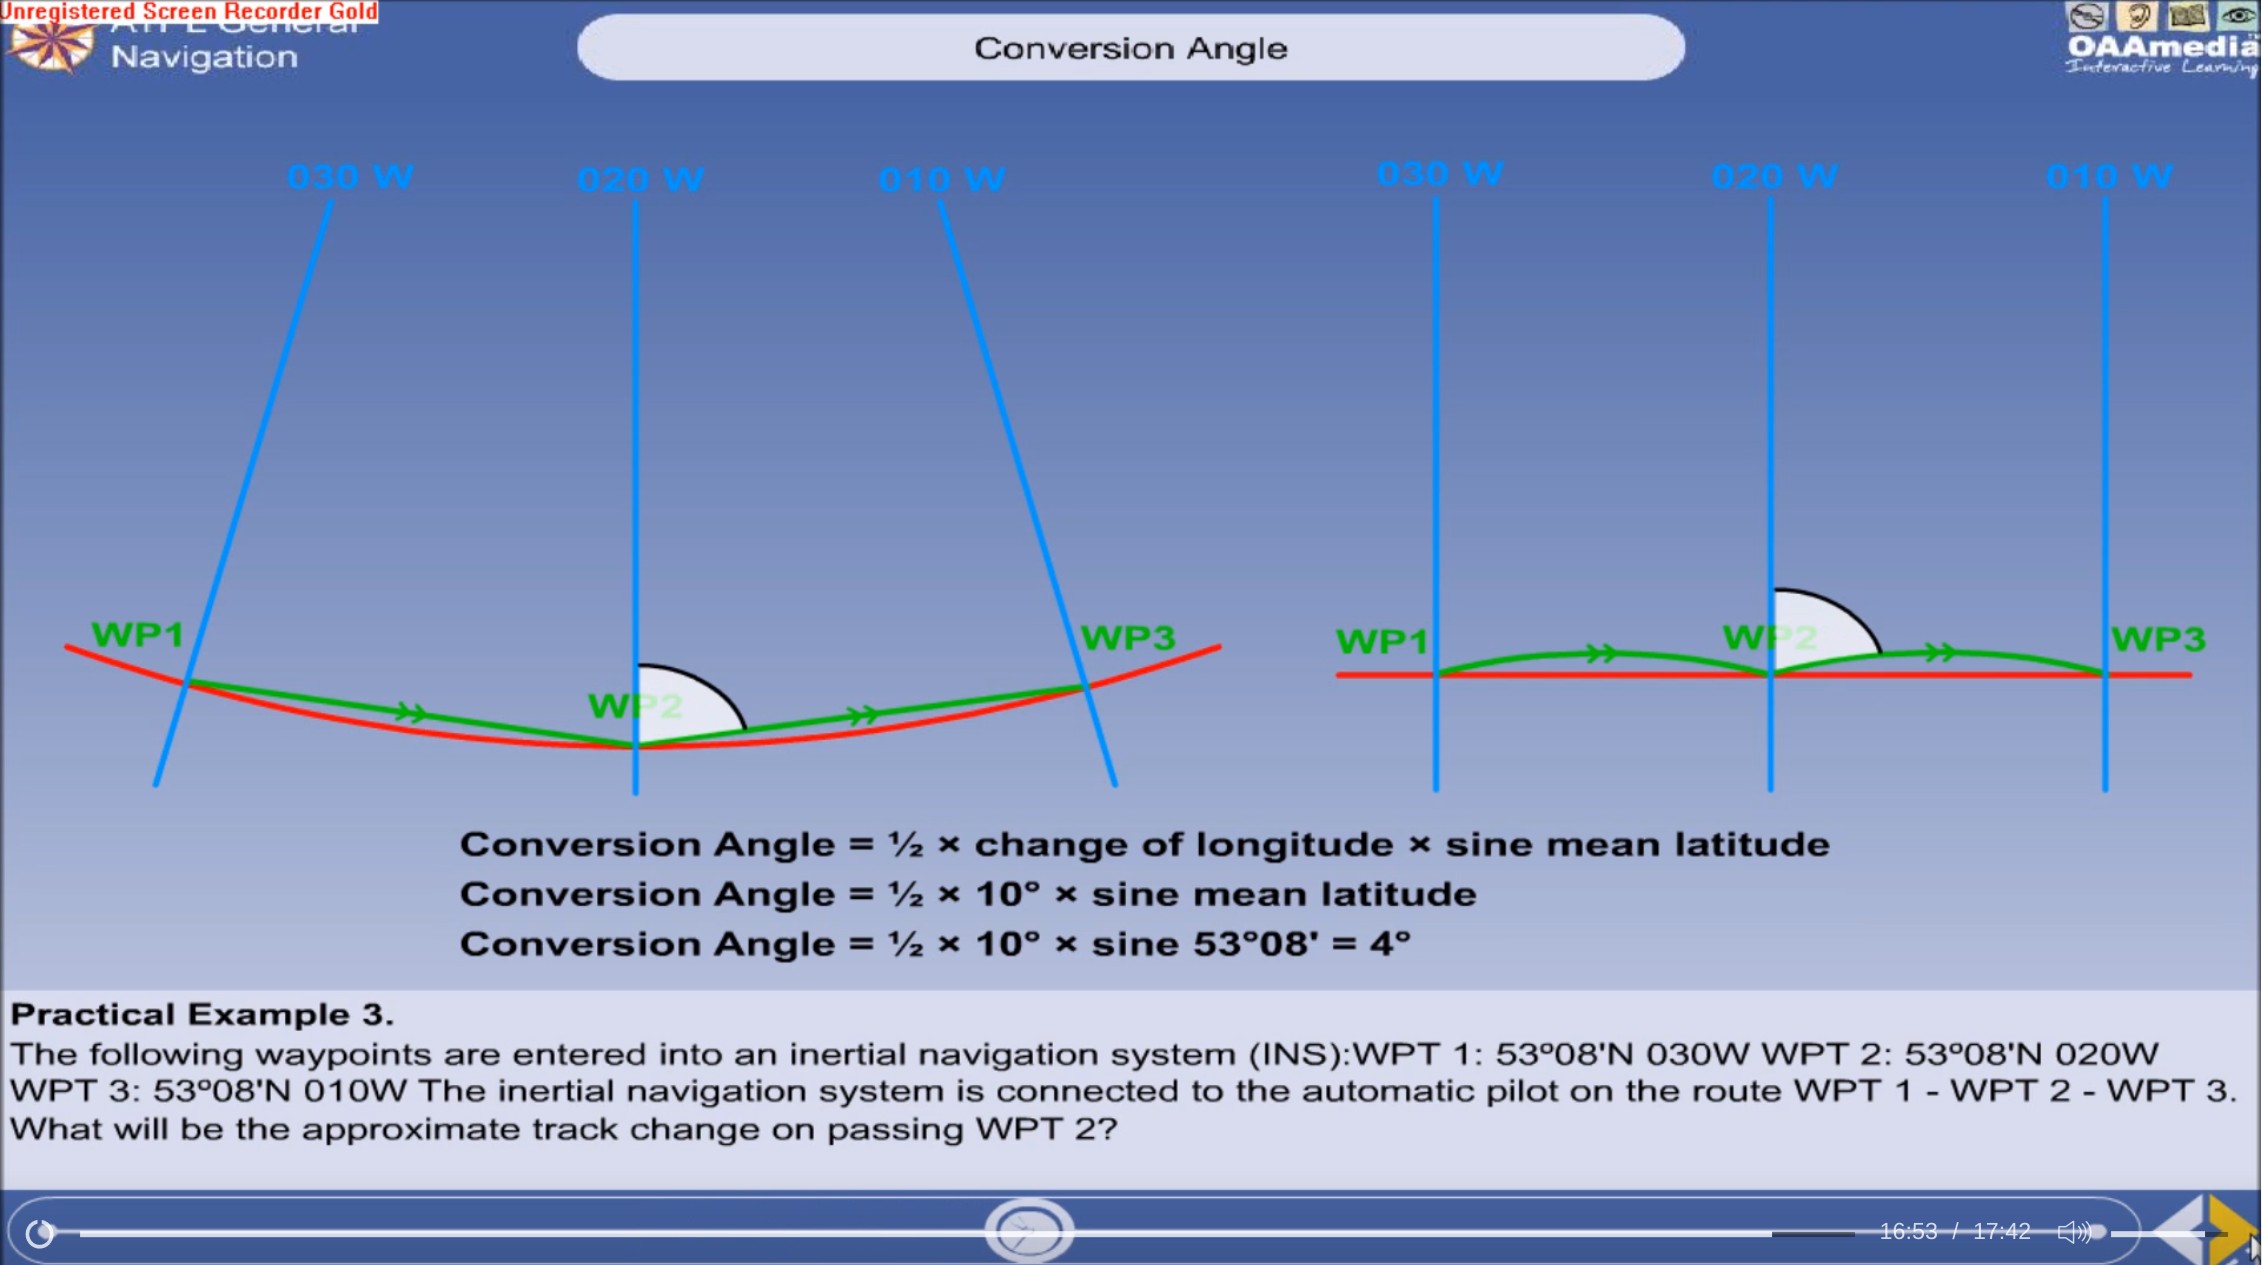 Unregistered Screen Recorder Gold
ATPL General
Navigation
Conversion Angle
OAAmedia
Interactive Learning
030 W
020 W
010 W
030 W
020 W
010 W
WP1
WP2
WP3
WP1
WP2
WP3
Conversion Angle = ½ × change of longitude × sine mean latitude
Conversion Angle = ½ × 10° × sine mean latitude
Conversion Angle = ½ × 10° × sine 53°08' = 4°
Practical Example 3.
The following waypoints are entered into an inertial navigation system (INS):WPT 1: 53º08'N 030W WPT 2: 53º08'N 020W
WPT 3: 53º08'N 010W The inertial navigation system is connected to the automatic pilot on the route WPT 1 - WPT 2 - WPT 3.
What will be the approximate track change on passing WPT 2?
16:53 / 17:42